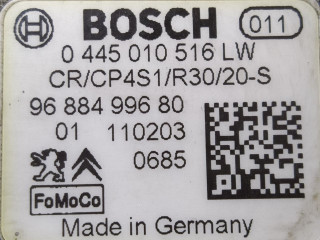 BOSCH 011
0 445 010 516 LW
CR/CP4S1/R30/20-S
96 884 996 80
01 110203
0685
FoMoCo
Made in Germany